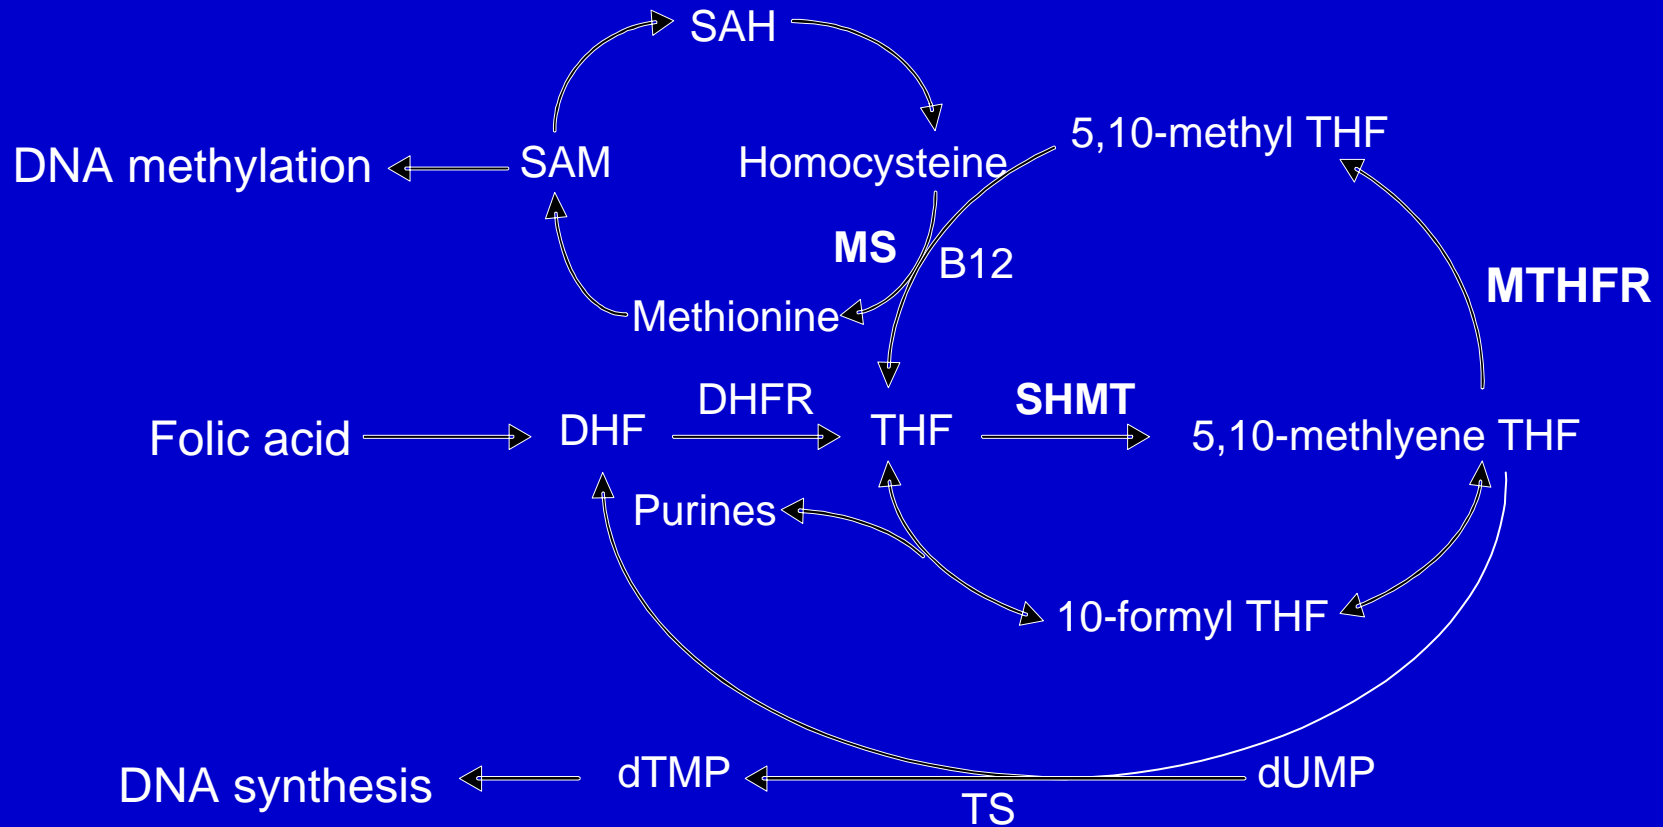 SAH
5,10-methyl THF
DNA methylation
SAM
Homocysteine
MS
B12
MTHFR
Methionine
DHFR
SHMT
Folic acid
DHF
THF
5,10-methlyene THF
Purines
10-formyl THF
DNA synthesis
dTMP
dUMP
TS